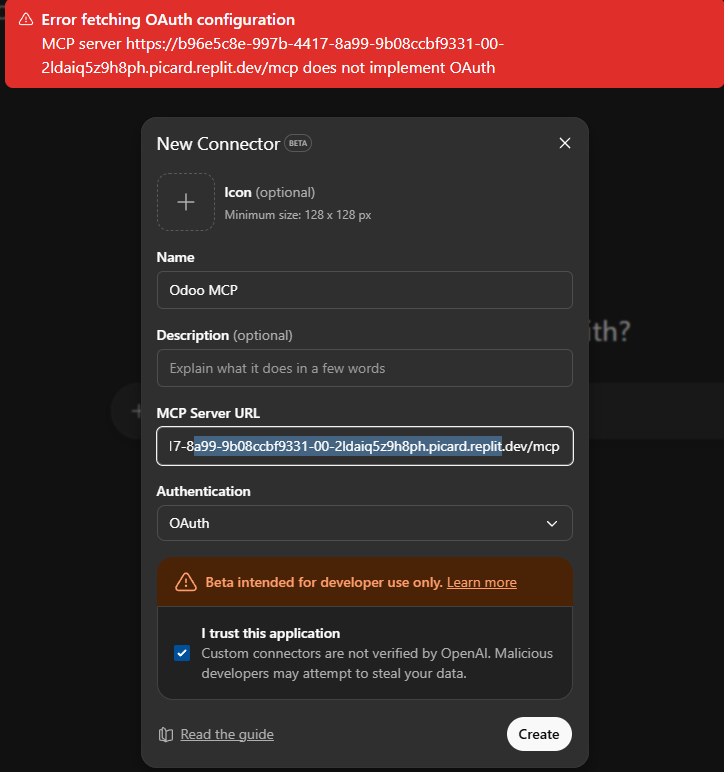 Error fetching OAuth configuration
MCP server https://b96e5c8e-997b-4417-8a99-9b08ccbf9331-00-
2ldaiq5z9h8ph.picard.replit.dev/mcp does not implement OAuth
New Connector BETA
Icon (optional)
Minimum size: 128 x 128 px
Name
Odoo MCP
Description (optional)
ith?
Explain what it does in a few words
MCP Server URL
17-8a99-9b08ccbf9331-00-2ldaiq5z9h8ph.picard.replit.dev/mcp
Authentication
OAuth
Beta intended for developer use only. Learn more
I trust this application
Custom connectors are not verified by OpenAI. Malicious
developers may attempt to steal your data.
Read the guide
Create